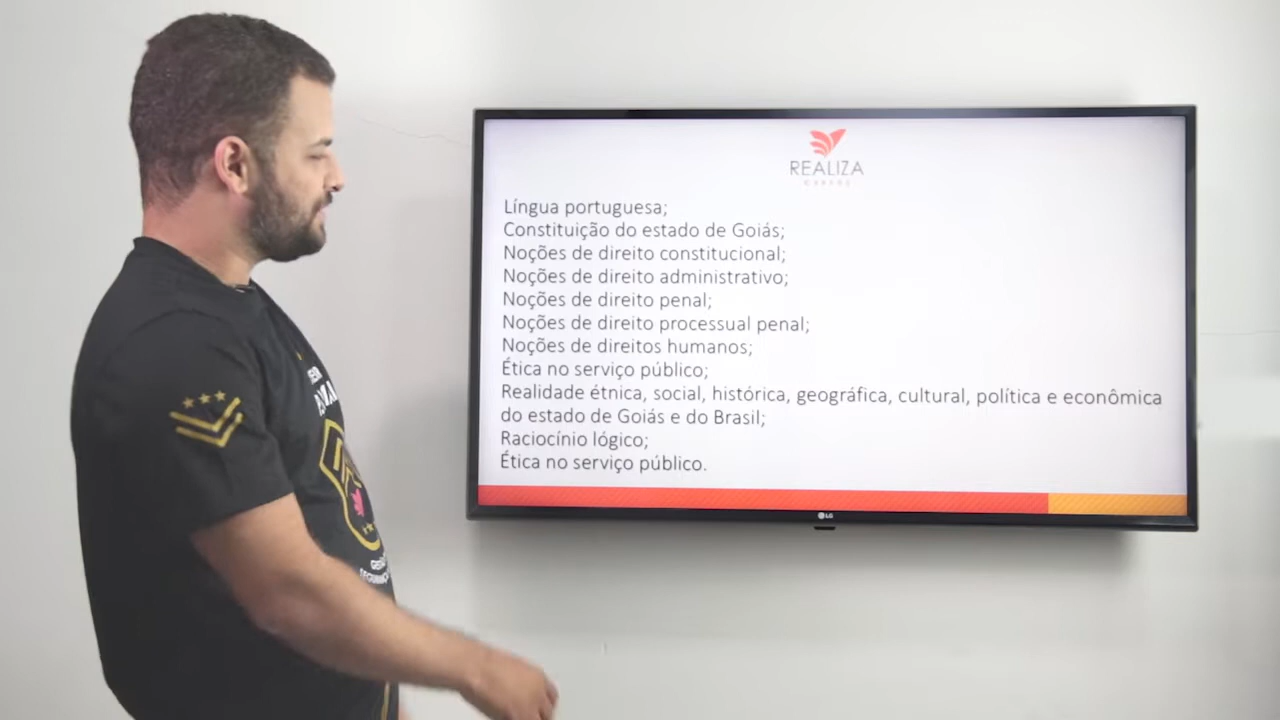 REALIZA
Língua portuguesa;
Constituição do estado de Goiás;
Noções de direito constitucional;
Noções de direito administrativo;
Noções de direito penal;
Noções de direito processual penal;
Noções de direitos humanos;
Ética no serviço público;
Realidade étnica, social, histórica, geográfica, cultural, política e econômica
do estado de Goiás e do Brasil;
Raciocínio lógico;
Ética no serviço público.
LG